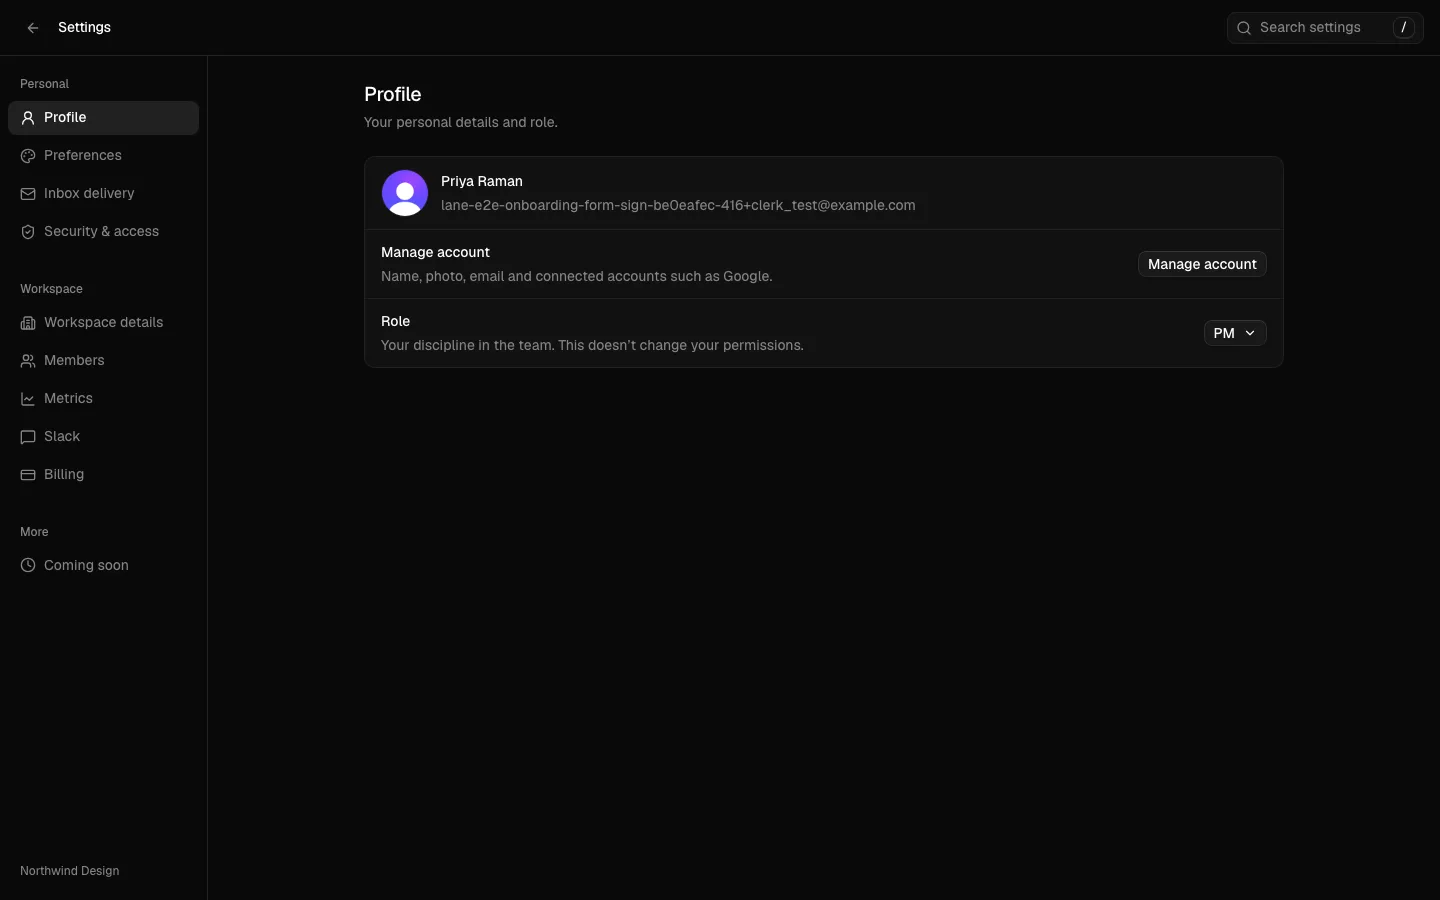 Settings
Search settings
/
Personal
Profile
Preferences
Inbox delivery
Security & access
Workspace
Workspace details
Members
Metrics
Slack
Billing
More
Coming soon
Northwind Design
Profile
Your personal details and role.
Priya Raman
lane-e2e-onboarding-form-sign-be0eafec-416+clerk_test@example.com
Manage account
Name, photo, email and connected accounts such as Google.
Manage account
Role
Your discipline in the team. This doesn’t change your permissions.
PM